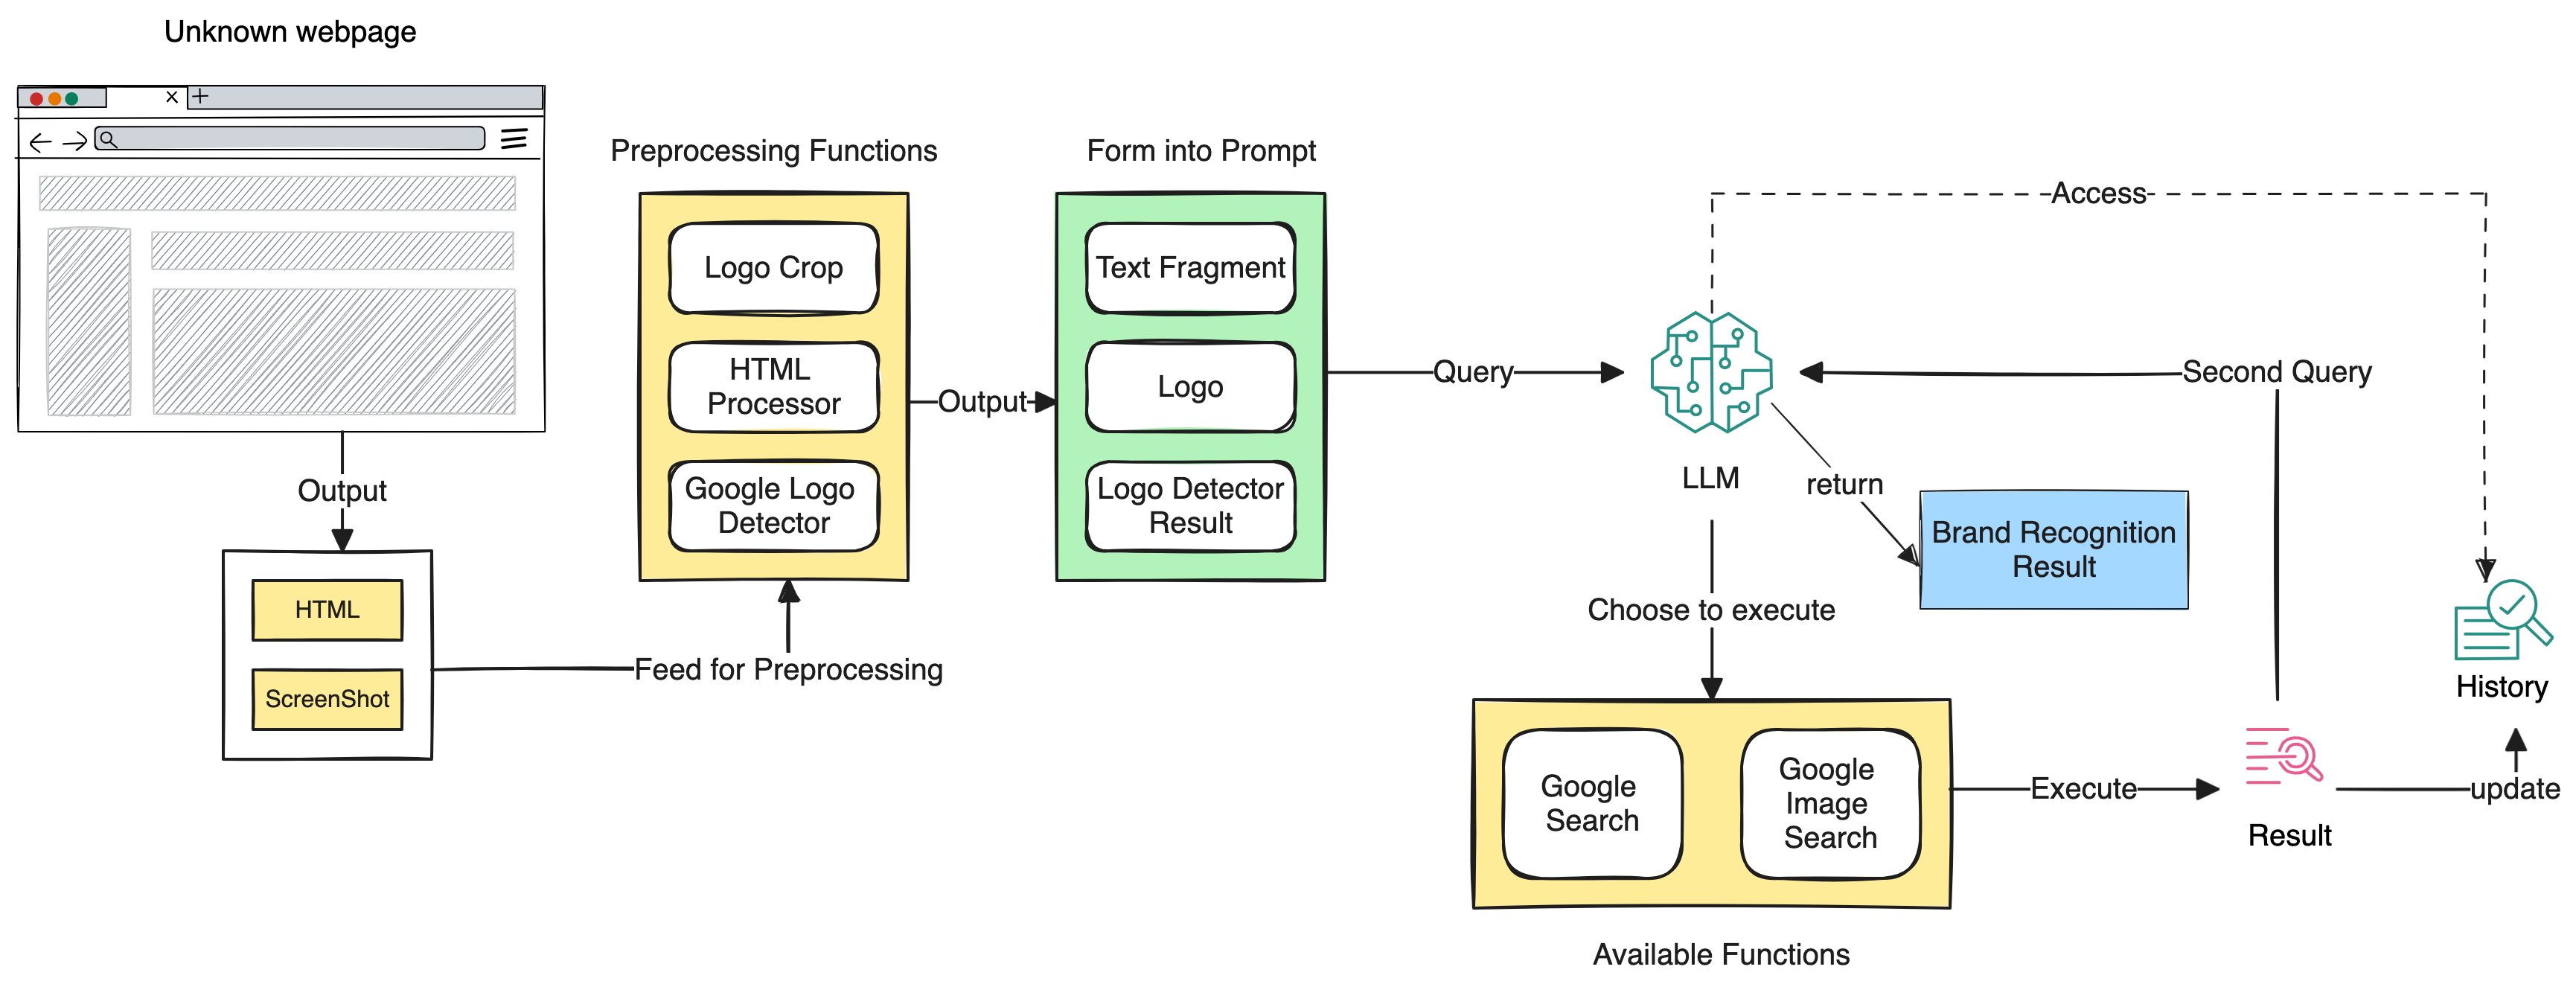 Unknown webpage
Output
HTML
ScreenShot
Feed for Preprocessing
Preprocessing Functions
Logo Crop
HTML
Processor
Google Logo
Detector
Output
Form into Prompt
Text Fragment
Logo
Logo Detector
Result
Query
LLM
Access
Second Query
return
Brand Recognition
Result
Choose to execute
Google
Search
Google
Image
Search
Available Functions
Execute
Result
update
History